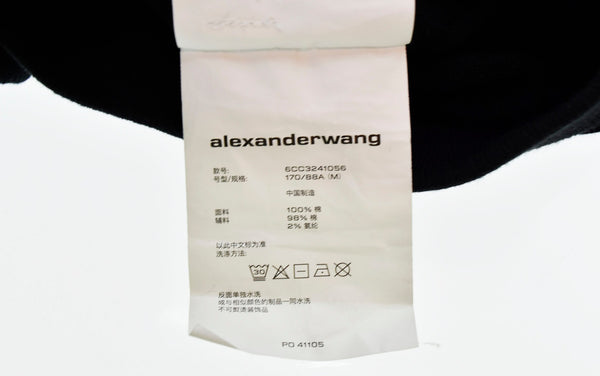 alexanderwang
款号: 6CC3241056
号型/规格: 170/88A (M)
中国制造
面料 100% 棉
辅料 98% 棉
2% 氨纶
以此中文标为准
洗涤方法:
30
反面单独水洗
或与相似颜色的制品一同水洗
不可熨烫装饰品
PO 41105